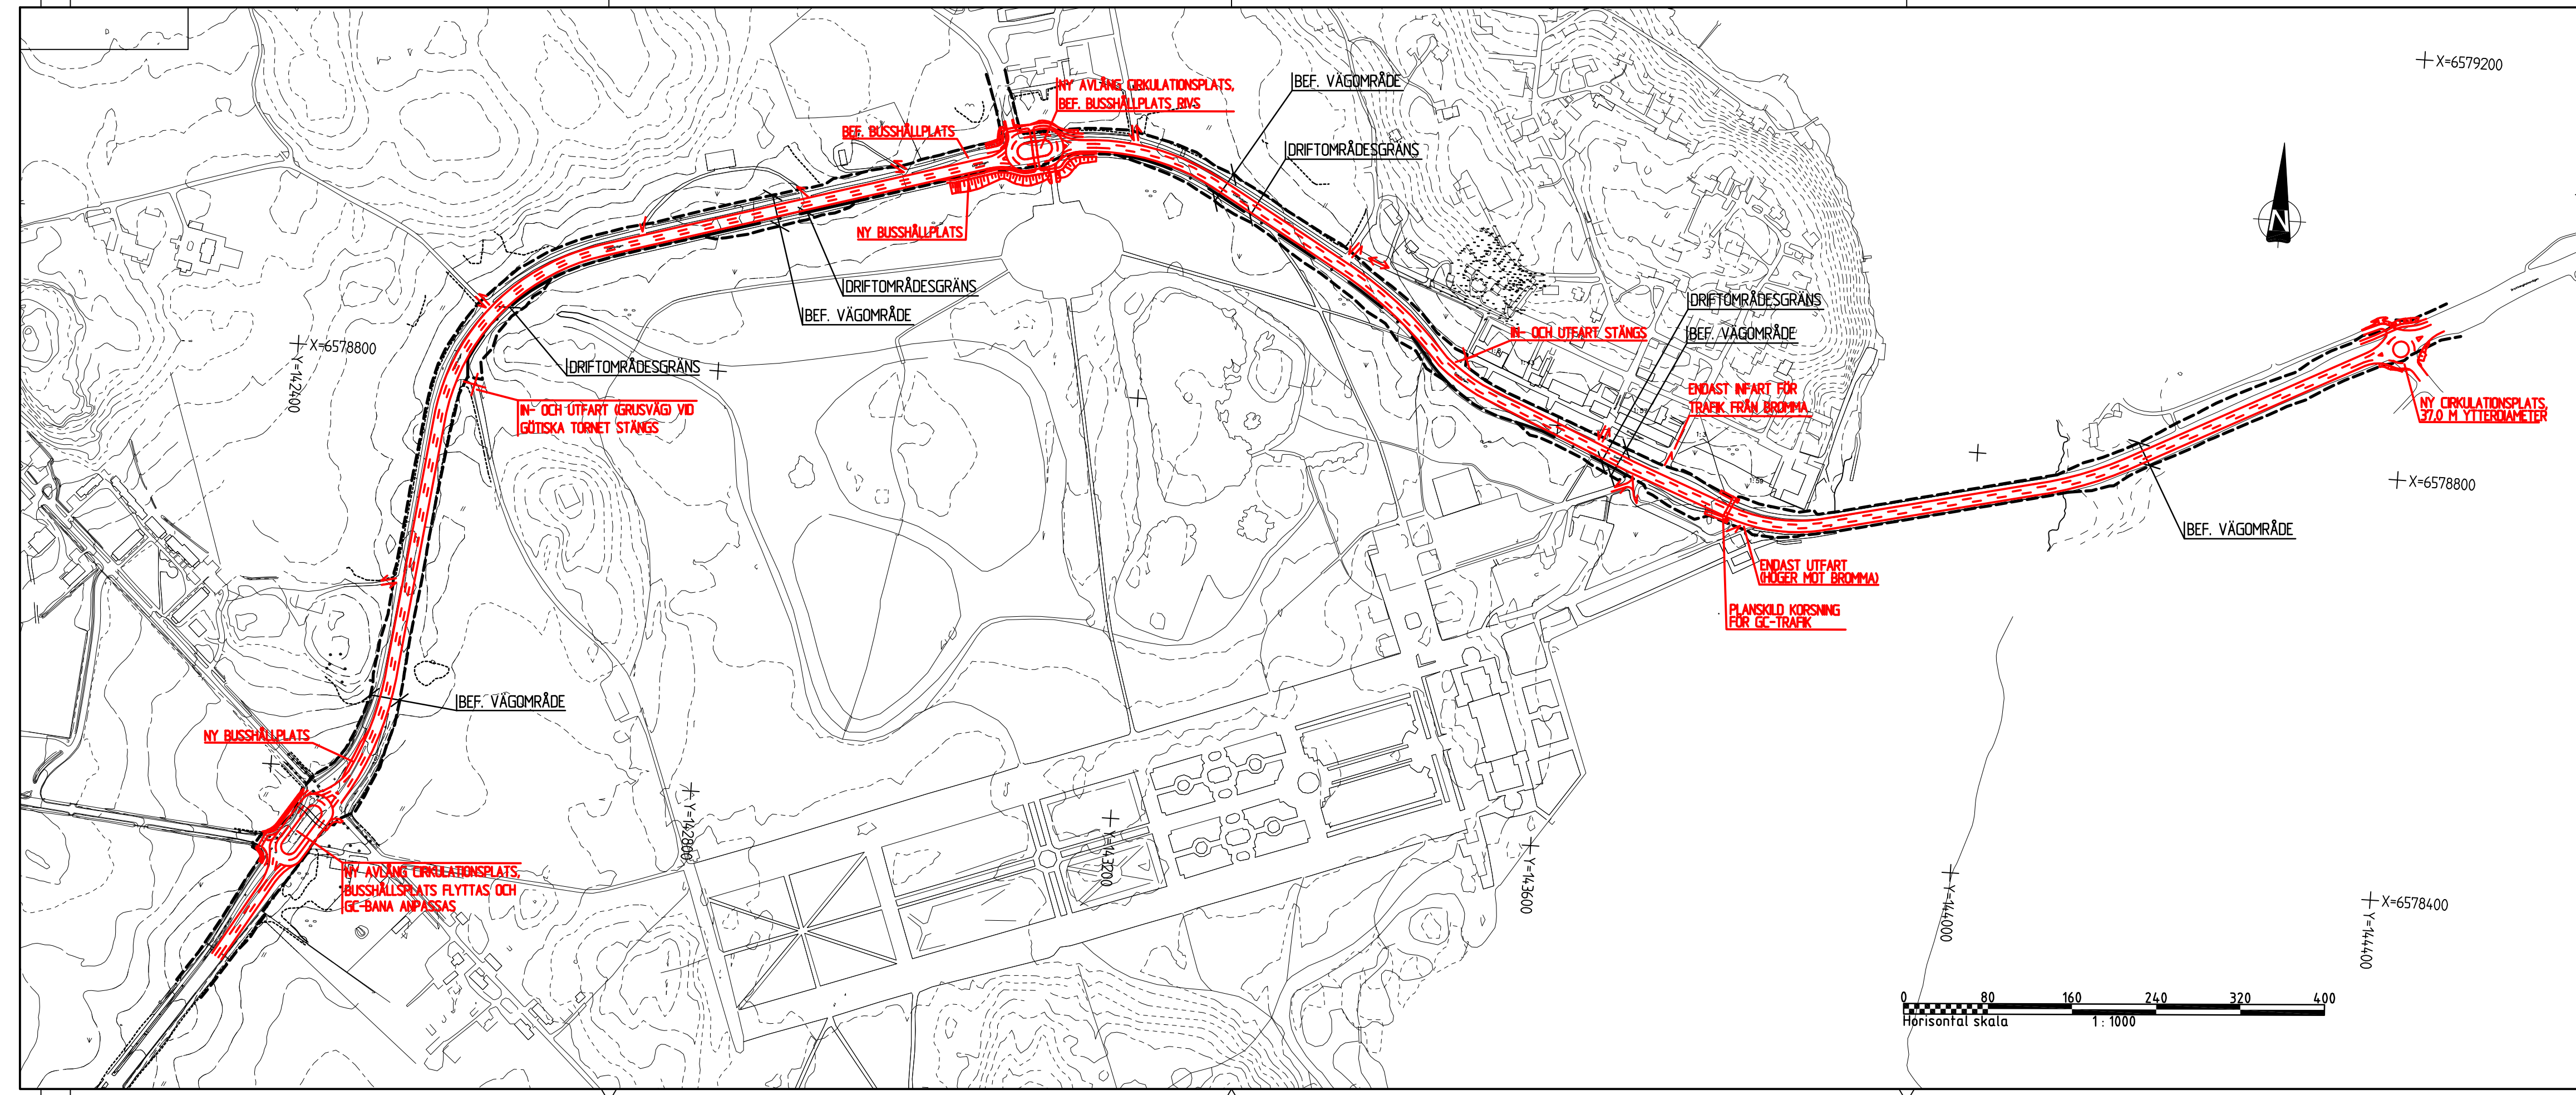 X=6579200
BEF. VÄGOMRÅDE
NY AVLÅNG CIRKULATIONSPLATS,
BEF. BUSSHÅLLPLATS RIVS
BEF. BUSSHÅLLPLATS
DRIFTOMRÅDESGRÄNS
N
NY BUSSHÅLLPLATS
DRIFTOMRÅDESGRÄNS
BEF. VÄGOMRÅDE
DRIFTOMRÅDESGRÄNS
BEF. VÄGOMRÅDE
IN- OCH UTFART STÄNGS
X=6578800
Y=142400
DRIFTOMRÅDESGRÄNS
ENDAST INFART FÖR
TRAFIK FRÅN BROMMA
IN- OCH UTFART (GRUSVÄG) VID
GÖTISKA TORNET STÄNGS
NY CIRKULATIONSPLATS,
37.0 M YTTERDIAMETER
1:56
X=6578800
BEF. VÄGOMRÅDE
ENDAST UTFART
(HÖGER MOT BROMMA)
PLANSKILD KORSNING
FÖR GC-TRAFIK
BEF. VÄGOMRÅDE
NY BUSSHÅLLPLATS
Y=142800
Y=143200
Y=143600
Y=144000
X=6578400
Y=144400
NY AVLÅNG CIRKULATIONSPLATS,
BUSSHÅLLSPLATS FLYTTAS OCH
GC-BANA ANPASSAS
0 80 160 240 320 400
Horisontal skala 1 : 1000